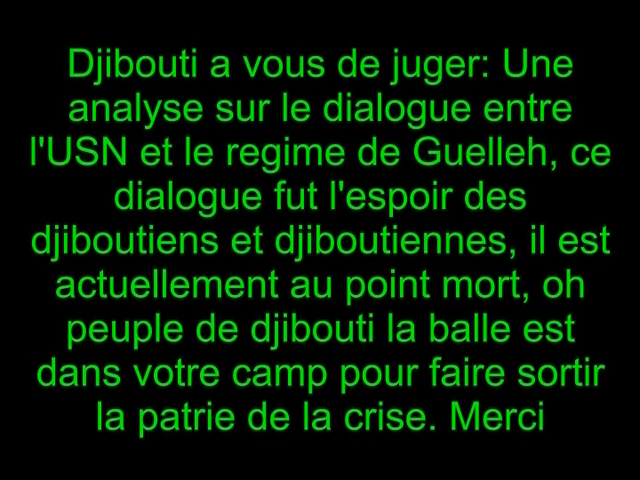 Djibouti a vous de juger: Une
analyse sur le dialogue entre
l'USN et le regime de Guelleh, ce
dialogue fut l'espoir des
djiboutiens et djiboutiennes, il est
actuellement au point mort, oh
peuple de djibouti la balle est
dans votre camp pour faire sortir
la patrie de la crise. Merci